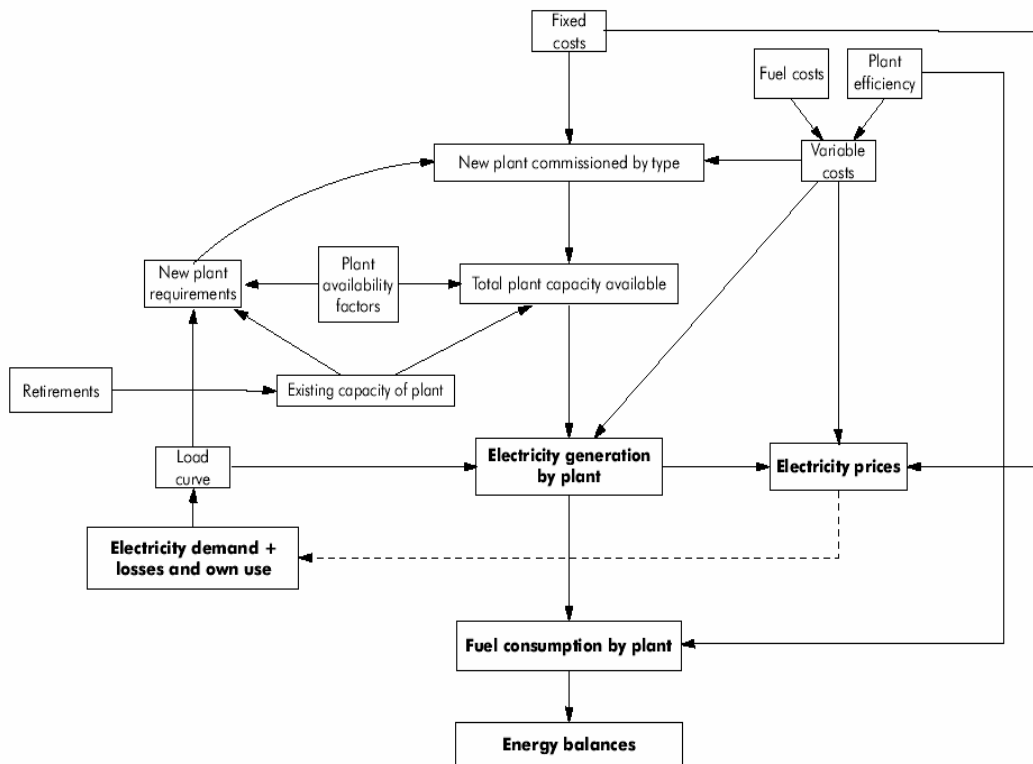 Fixed
costs
Fuel costs
Plant
efficiency
New plant commissioned by type
Variable
costs
New plant
requirements
Plant
availability
factors
Total plant capacity available
Retirements
Existing capacity of plant
Load
curve
Electricity generation
by plant
Electricity prices
Electricity demand +
losses and own use
Fuel consumption by plant
Energy balances